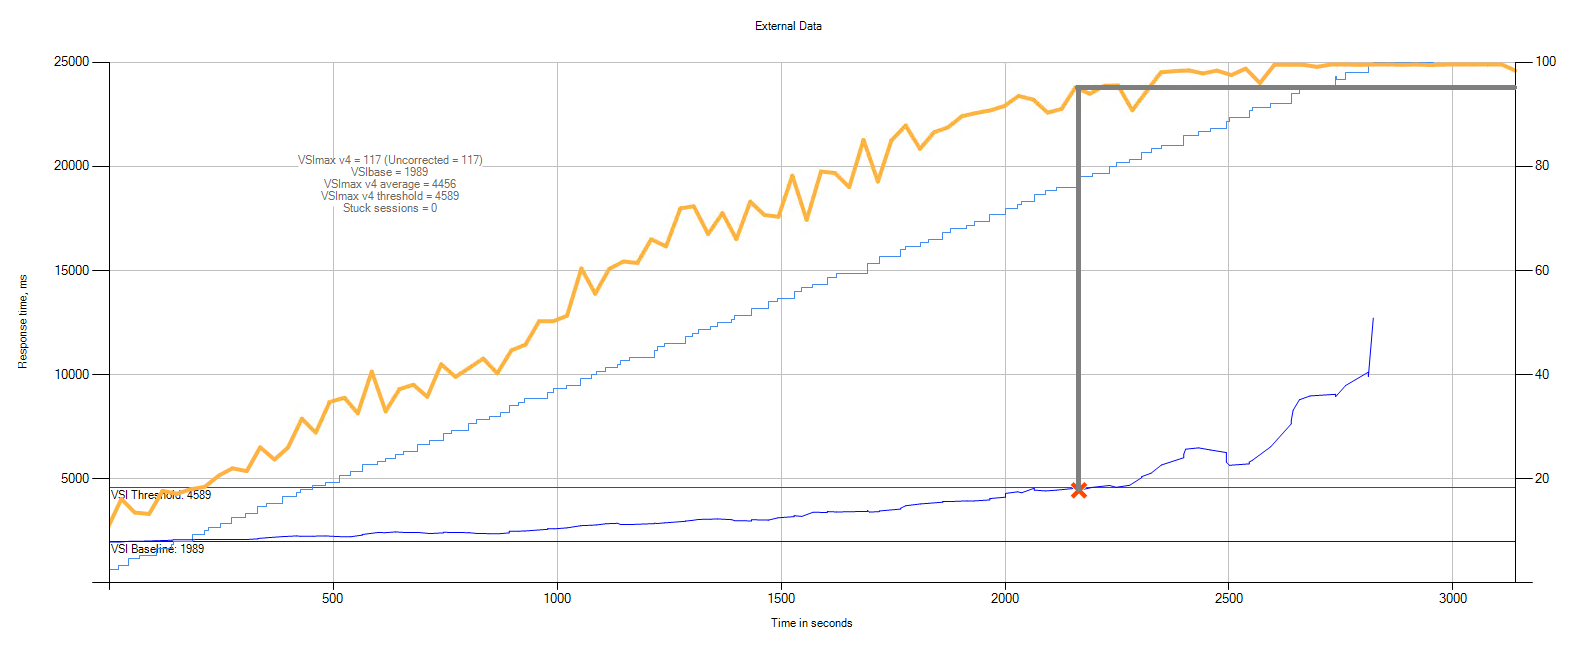 External Data
25000
100
VSImax v4 = 117 (Uncorrected = 117)
VSIbase = 1989
VSImax v4 average = 4456
VSImax v4 threshold = 4589
Stuck sessions = 0
20000
80
15000
60
Response time, ms
10000
40
5000
20
VSI Threshold: 4589
VSI Baseline: 1989
500
1000
1500
2000
2500
3000
Time in seconds